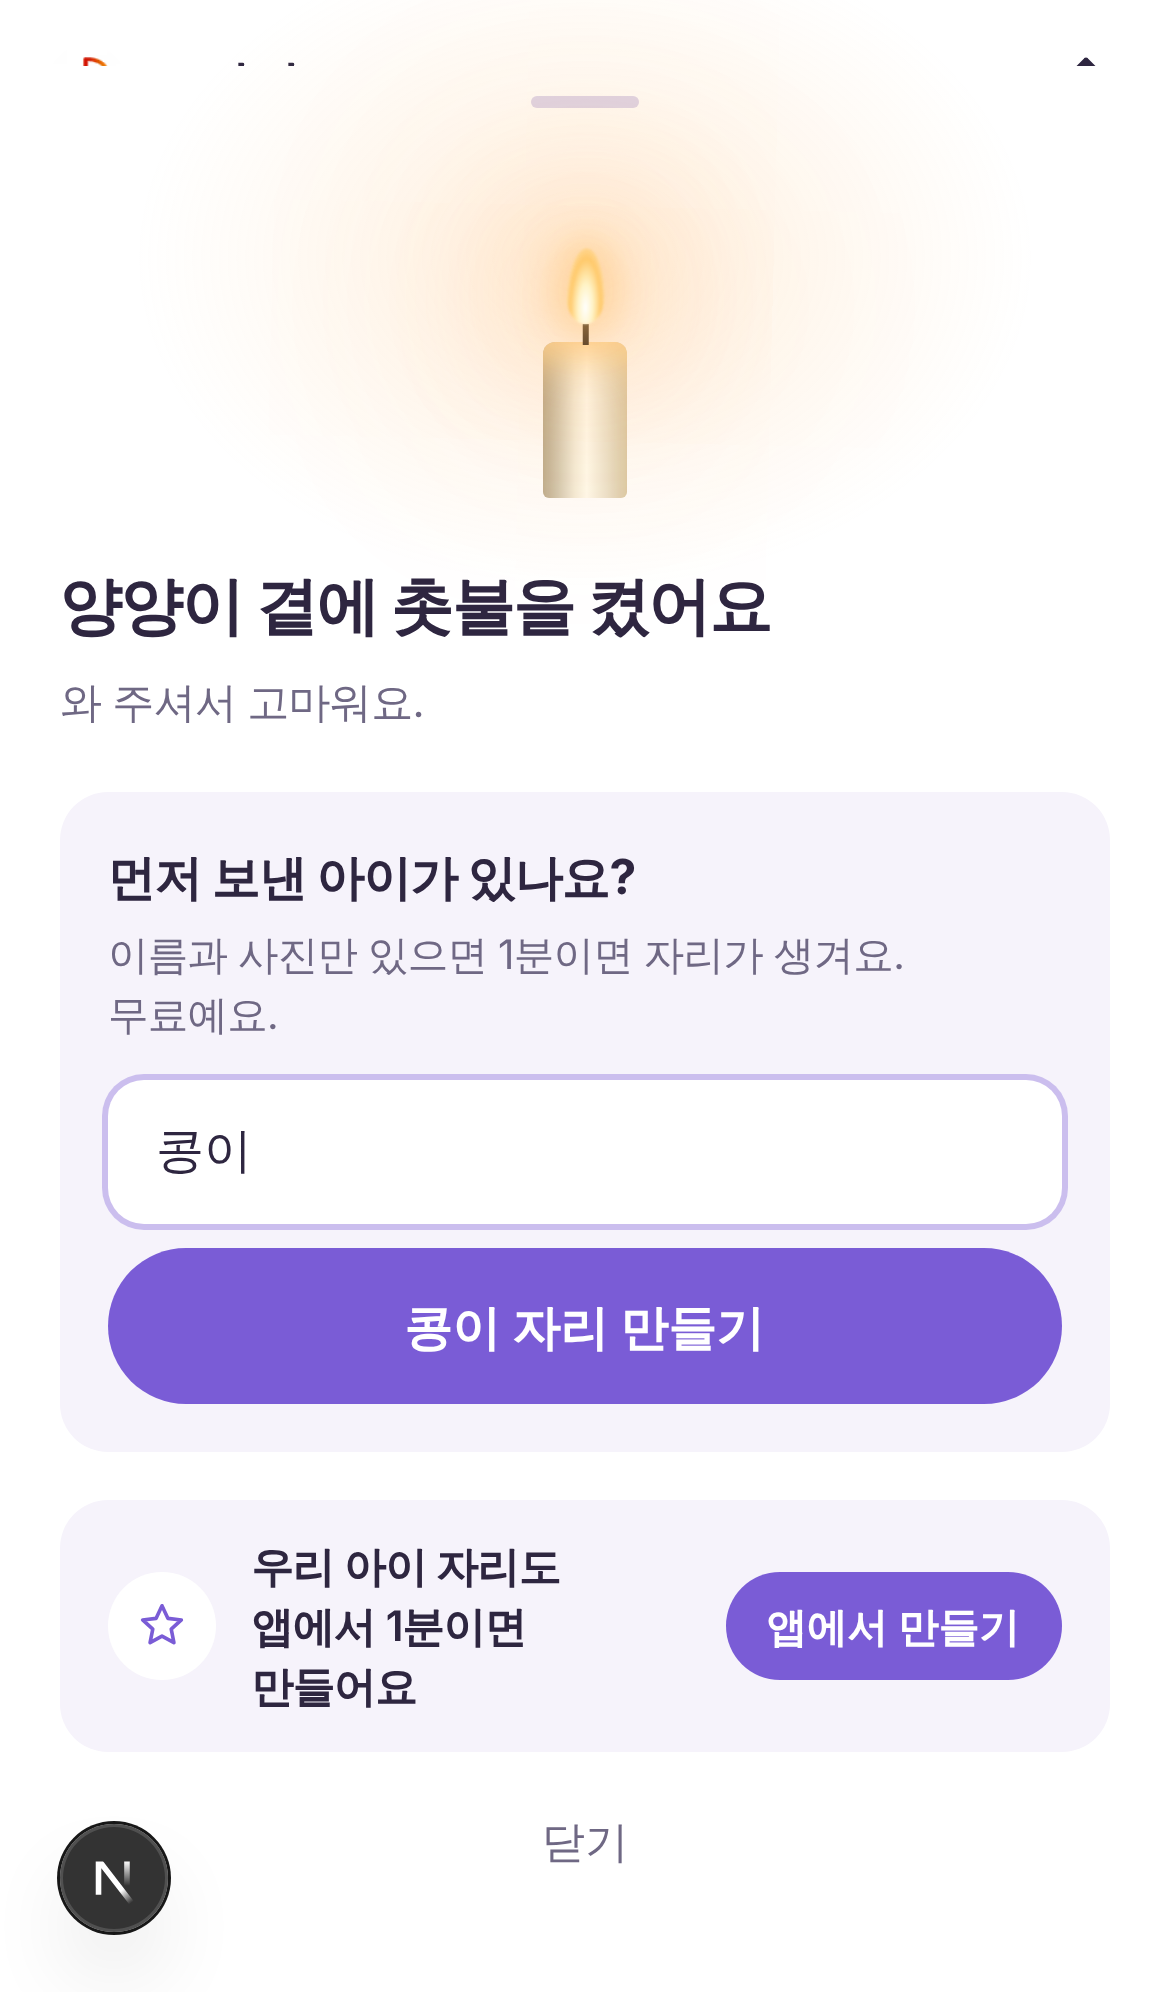 양양이 곁에 촛불을 켰어요
와 주셔서 고마워요.
먼저 보낸 아이가 있나요?
이름과 사진만 있으면 1분이면 자리가 생겨요.
무료예요.
콩이
콩이 자리 만들기
우리 아이 자리도
앱에서 1분이면
만들어요
앱에서 만들기
닫기
N